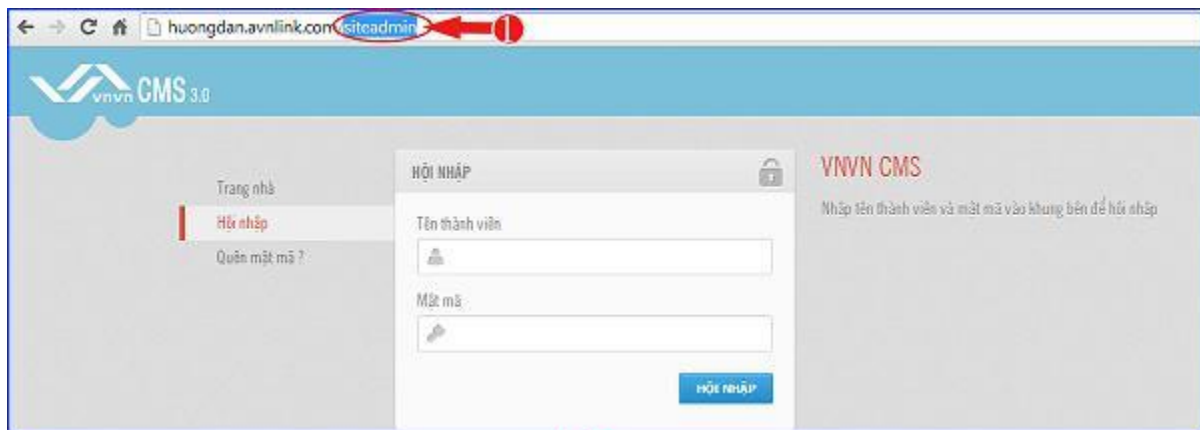 huongdan.avnlink.com/siteadmin
1
vnvn CMS 3.0
Trang nhà
Hội nhập
Quên mật mã ?
HỘI NHẬP
Tên thành viên
Mật mã
HỘI NHẬP
VNVN CMS
Nhập tên thành viên và mật mã vào khung bên để hội nhập